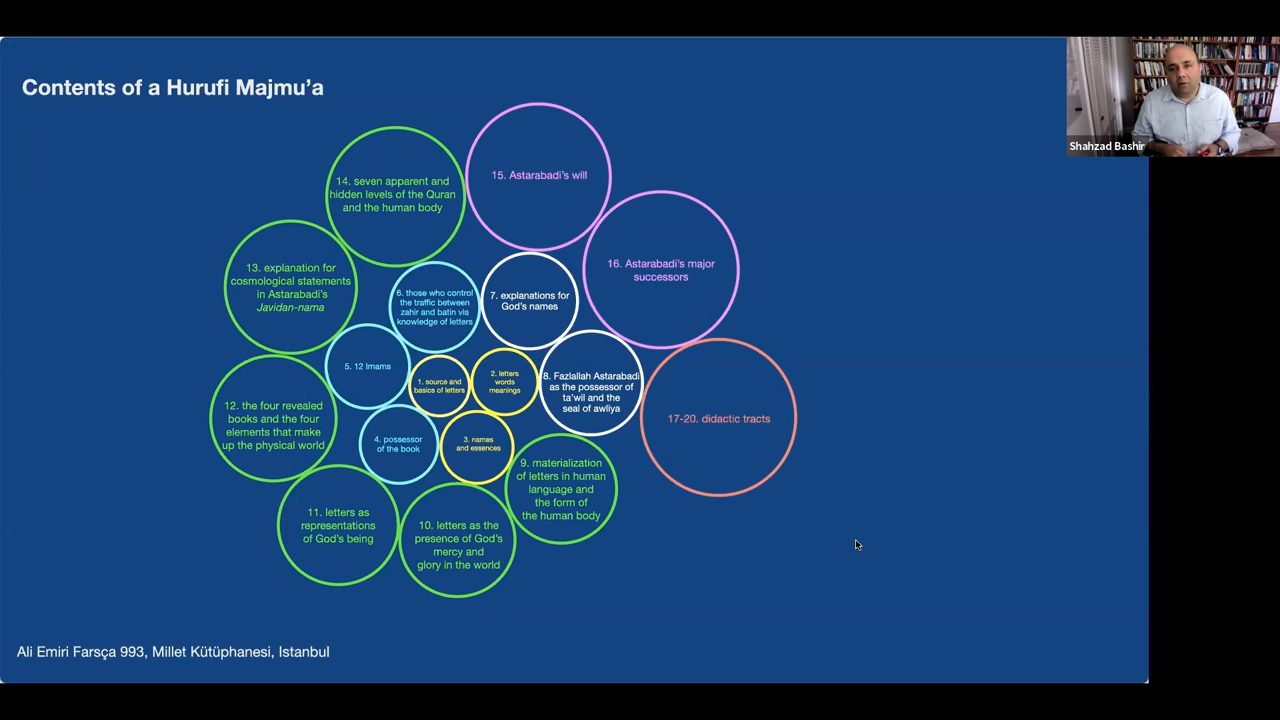 Contents of a Hurufi Majmu’a
Shahzad Bashir
1. source and
basics of letters
2. letters
words
meanings
3. names
and essences
4. possessor
of the book
5. 12 Imams
6. those who control
the traffic between
zahir and batin via
knowledge of letters
7. explanations for
God’s names
8. Fazlallah Astarabadi
as the possessor of
ta’wil and the
seal of awliya
9. materialization
of letters in human
language and
the form of
the human body
10. letters as the
presence of God’s
mercy and
glory in the world
11. letters as
representations
of God’s being
12. the four revealed
books and the four
elements that make
up the physical world
13. explanation for
cosmological statements
in Astarabadi’s
Javidan-nama
14. seven apparent and
hidden levels of the Quran
and the human body
15. Astarabadi’s will
16. Astarabadi’s major
successors
17-20. didactic tracts
Ali Emiri Farsça 993, Millet Kütüphanesi, Istanbul